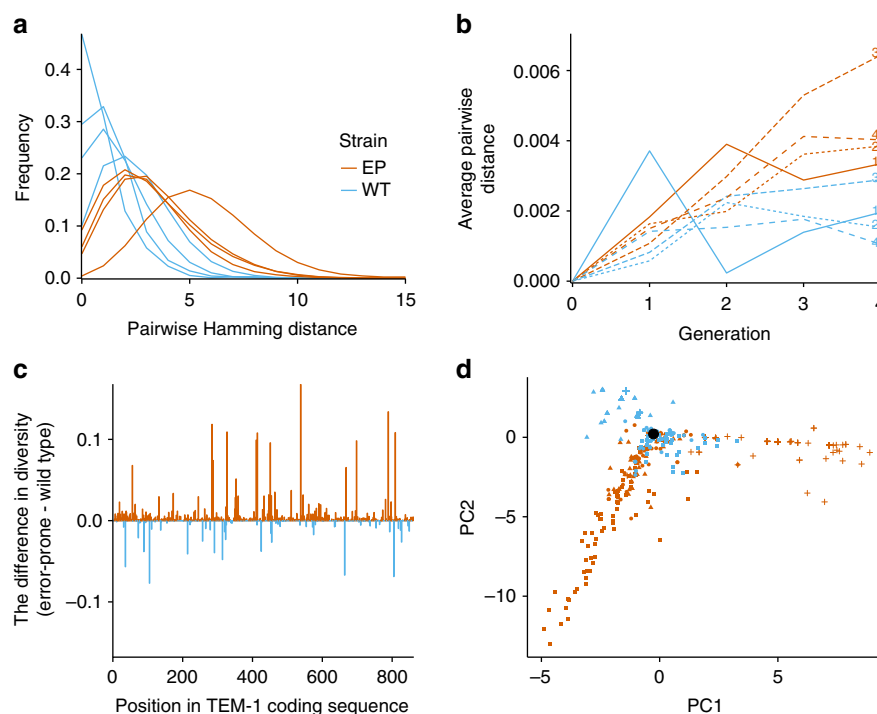 a
0.4
0.3
0.2
0.1
0.0
Frequency
Strain
EP
WT
0
5
10
15
Pairwise Hamming distance
b
0.006
0.004
0.002
0.000
Average pairwise
distance
3
4
2
1
3
1
2
4
0
1
2
3
4
Generation
c
0.1
0.0
−0.1
The difference in diversity
(error-prone - wild type)
0
200
400
600
800
Position in TEM-1 coding sequence
d
0
−5
−10
PC2
−5
0
5
PC1